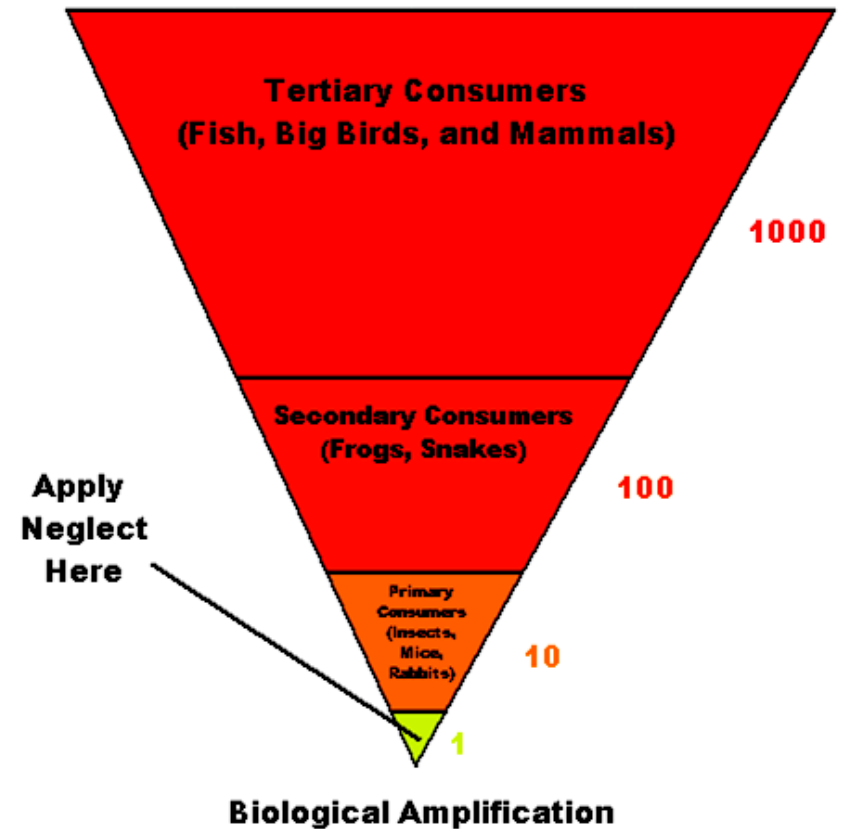 Tertiary Consumers
(Fish, Big Birds, and Mammals)
1000
Secondary Consumers
(Frogs, Snakes)
100
Apply
Neglect
Here
Primary
Consumers
(Insects,
Mice,
Rabbits)
10
1
Biological Amplification